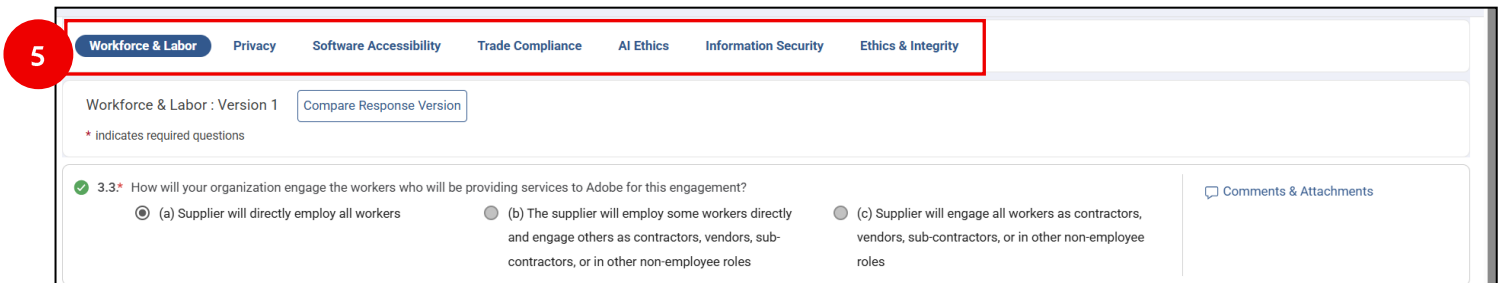 5
Workforce & Labor Privacy Software Accessibility Trade Compliance AI Ethics Information Security Ethics & Integrity
Workforce & Labor : Version 1 Compare Response Version
* indicates required questions
3.3.* How will your organization engage the workers who will be providing services to Adobe for this engagement?
Comments & Attachments
(a) Supplier will directly employ all workers
(b) The supplier will employ some workers directly
and engage others as contractors, vendors, sub-
contractors, or in other non-employee roles
(c) Supplier will engage all workers as contractors,
vendors, sub-contractors, or in other non-employee
roles